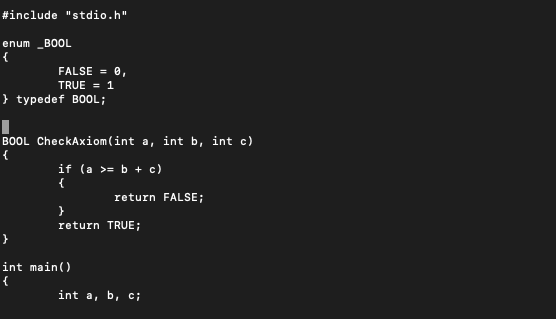 #include "stdio.h"
enum _BOOL
{
        FALSE = 0,
        TRUE = 1
} typedef BOOL;
BOOL CheckAxiom(int a, int b, int c)
{
        if (a >= b + c)
        {
                return FALSE;
        }
        return TRUE;
}
int main()
{
        int a, b, c;